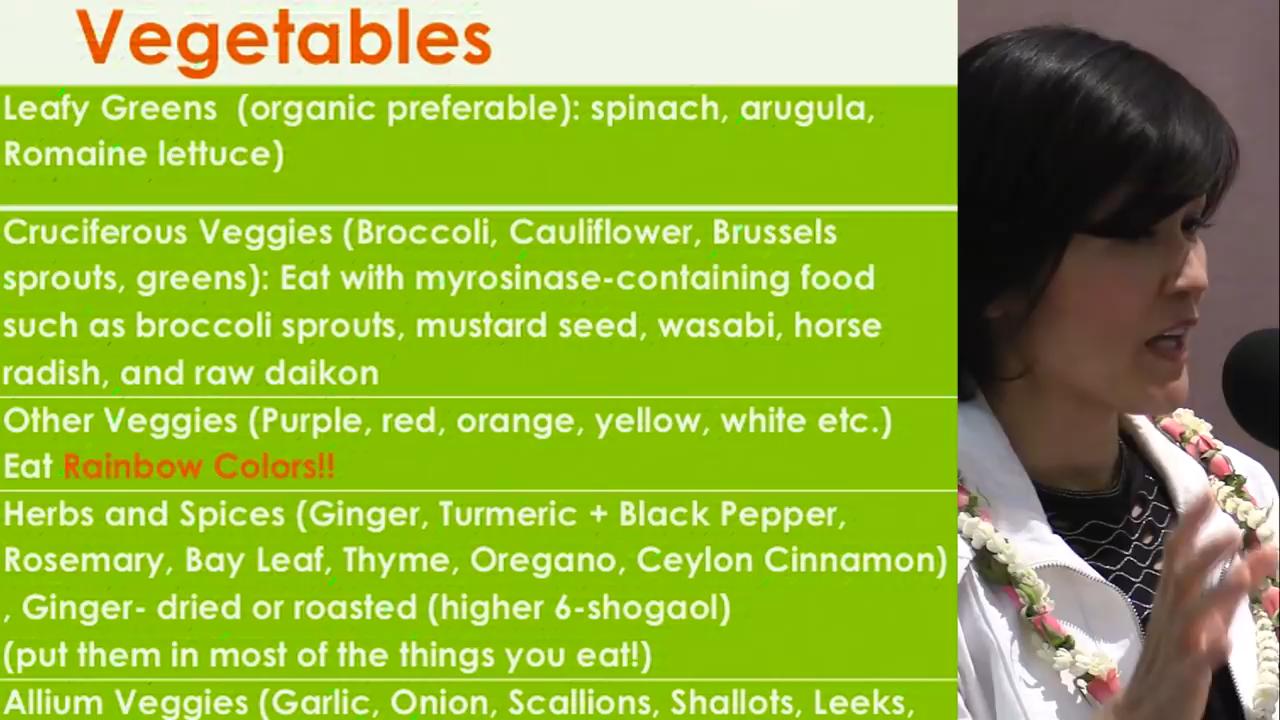 Vegetables
Leafy Greens  (organic preferable): spinach, arugula,
Romaine lettuce)
Cruciferous Veggies (Broccoli, Cauliflower, Brussels
sprouts, greens): Eat with myrosinase-containing food
such as broccoli sprouts, mustard seed, wasabi, horse
radish, and raw daikon
Other Veggies (Purple, red, orange, yellow, white etc.)
Eat Rainbow Colors!!
Herbs and Spices (Ginger, Turmeric + Black Pepper,
Rosemary, Bay Leaf, Thyme, Oregano, Ceylon Cinnamon)
, Ginger- dried or roasted (higher 6-shogaol)
(put them in most of the things you eat!)
Allium Veggies (Garlic, Onion, Scallions, Shallots, Leeks,